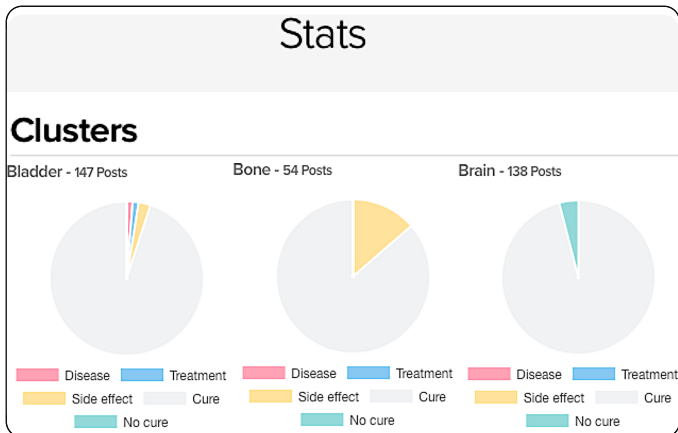 Stats
Clusters
Bladder - 147 Posts
Disease Treatment
Side effect Cure
No cure
Bone - 54 Posts
Disease Treatment
Side effect Cure
No cure
Brain - 138 Posts
Disease Treatment
Side effect Cure
No cure